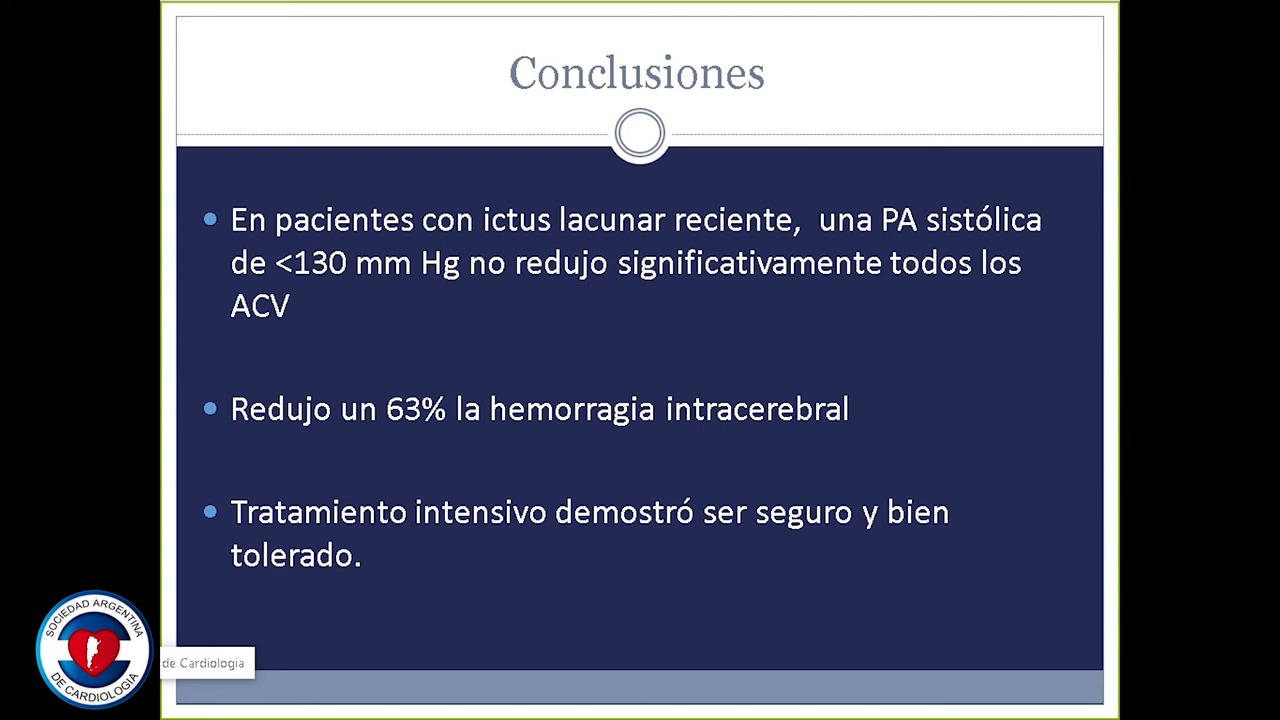 Conclusiones
En pacientes con ictus lacunar reciente, una PA sistólica
de <130 mm Hg no redujo significativamente todos los
ACV
Redujo un 63% la hemorragia intracerebral
Tratamiento intensivo demostró ser seguro y bien
tolerado.
SOCIEDAD ARGENTINA
DE CARDIOLOGIA
de Cardiologia